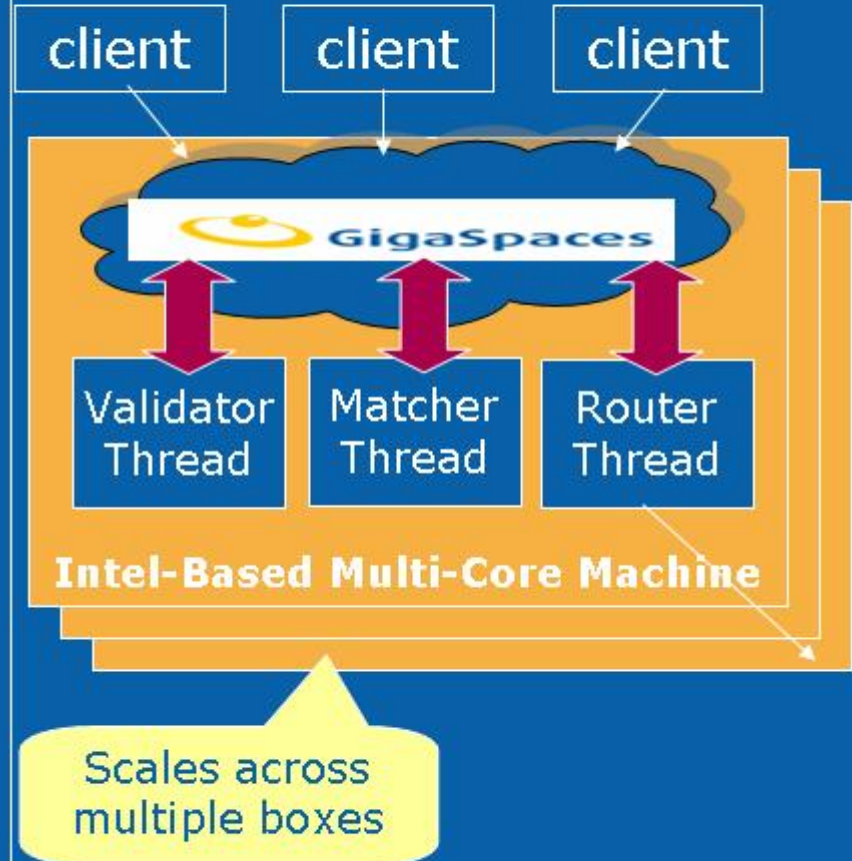 client
client
client
GigaSpaces
Validator
Thread
Matcher
Thread
Router
Thread
Intel-Based Multi-Core Machine
Scales across
multiple boxes